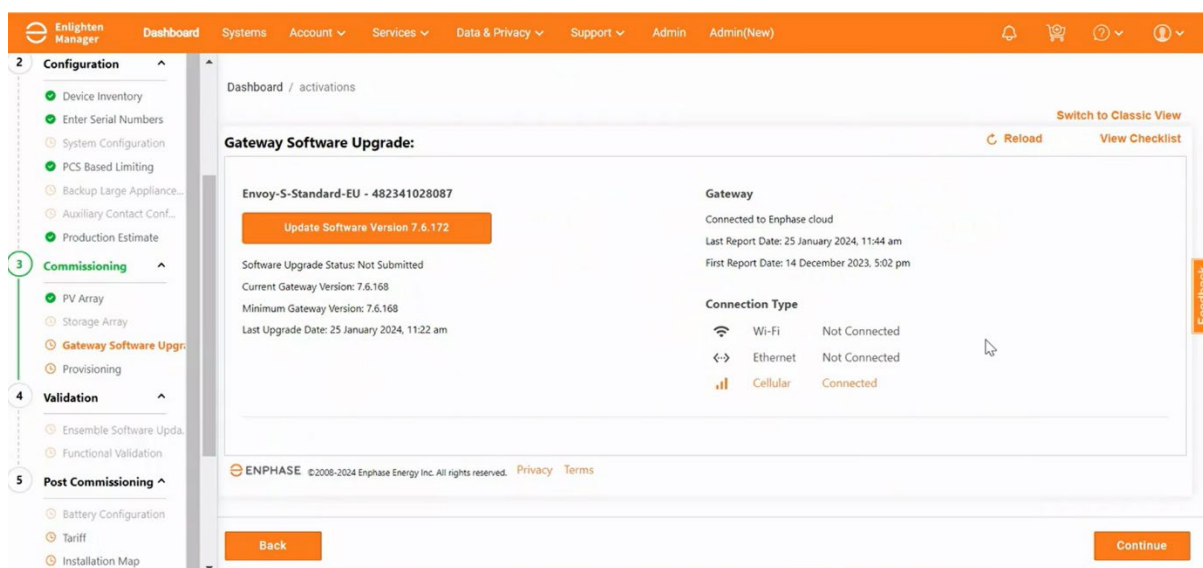 Enlighten Manager
Dashboard
Systems
Account
Services
Data & Privacy
Support
Admin
Admin(New)
2 Configuration
Device Inventory
Enter Serial Numbers
System Configuration
PCS Based Limiting
Backup Large Appliance...
Auxiliary Contact Conf...
Production Estimate
3 Commissioning
PV Array
Storage Array
Gateway Software Upgr
Provisioning
4 Validation
Ensemble Software Upda.
Functional Validation
5 Post Commissioning
Battery Configuration
Tariff
Installation Map
Dashboard / activations
Switch to Classic View
Gateway Software Upgrade:
Reload
View Checklist
Envoy-S-Standard-EU - 482341028087
Update Software Version 7.6.172
Software Upgrade Status: Not Submitted
Current Gateway Version: 7.6.168
Minimum Gateway Version: 7.6.168
Last Upgrade Date: 25 January 2024, 11:22 am
Gateway
Connected to Enphase cloud
Last Report Date: 25 January 2024, 11:44 am
First Report Date: 14 December 2023, 5:02 pm
Connection Type
Wi-Fi Not Connected
Ethernet Not Connected
Cellular Connected
Feedback
ENPHASE ©2008-2024 Enphase Energy Inc. All rights reserved. Privacy Terms
Back
Continue